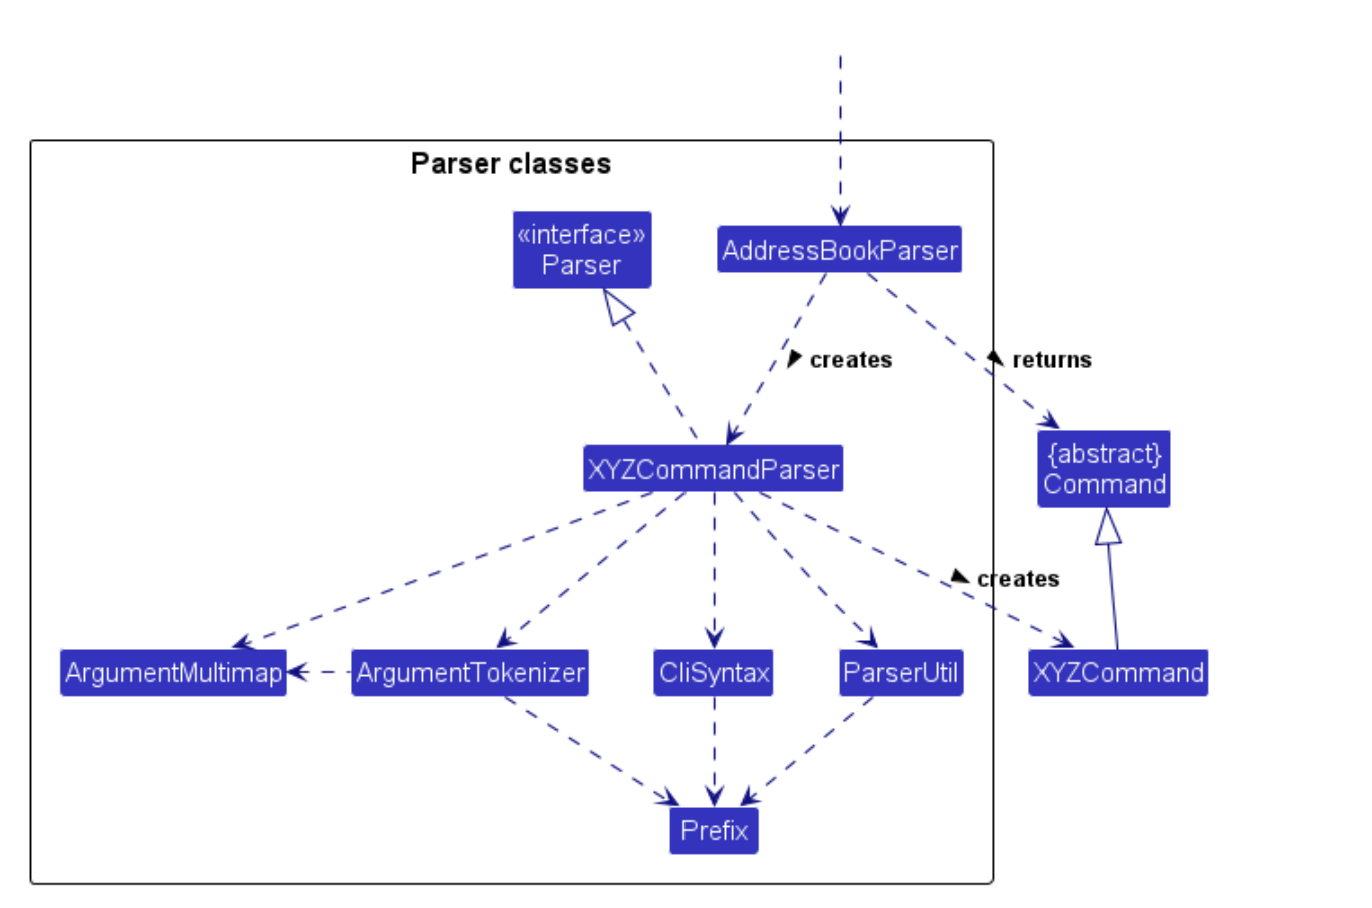 Parser classes
«interface»
Parser
AddressBookParser
creates
returns
{abstract}
Command
XYZCommandParser
creates
ArgumentMultimap
ArgumentTokenizer
CliSyntax
ParserUtil
XYZCommand
Prefix